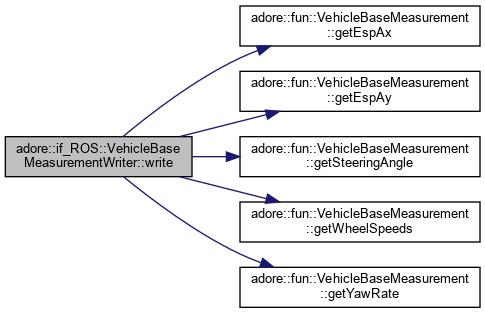 adore::fun::VehicleBaseMeasurement
::getEspAx
adore::fun::VehicleBaseMeasurement
::getEspAy
adore::if_ROS::VehicleBase
MeasurementWriter::write
adore::fun::VehicleBaseMeasurement
::getSteeringAngle
adore::fun::VehicleBaseMeasurement
::getWheelSpeeds
adore::fun::VehicleBaseMeasurement
::getYawRate